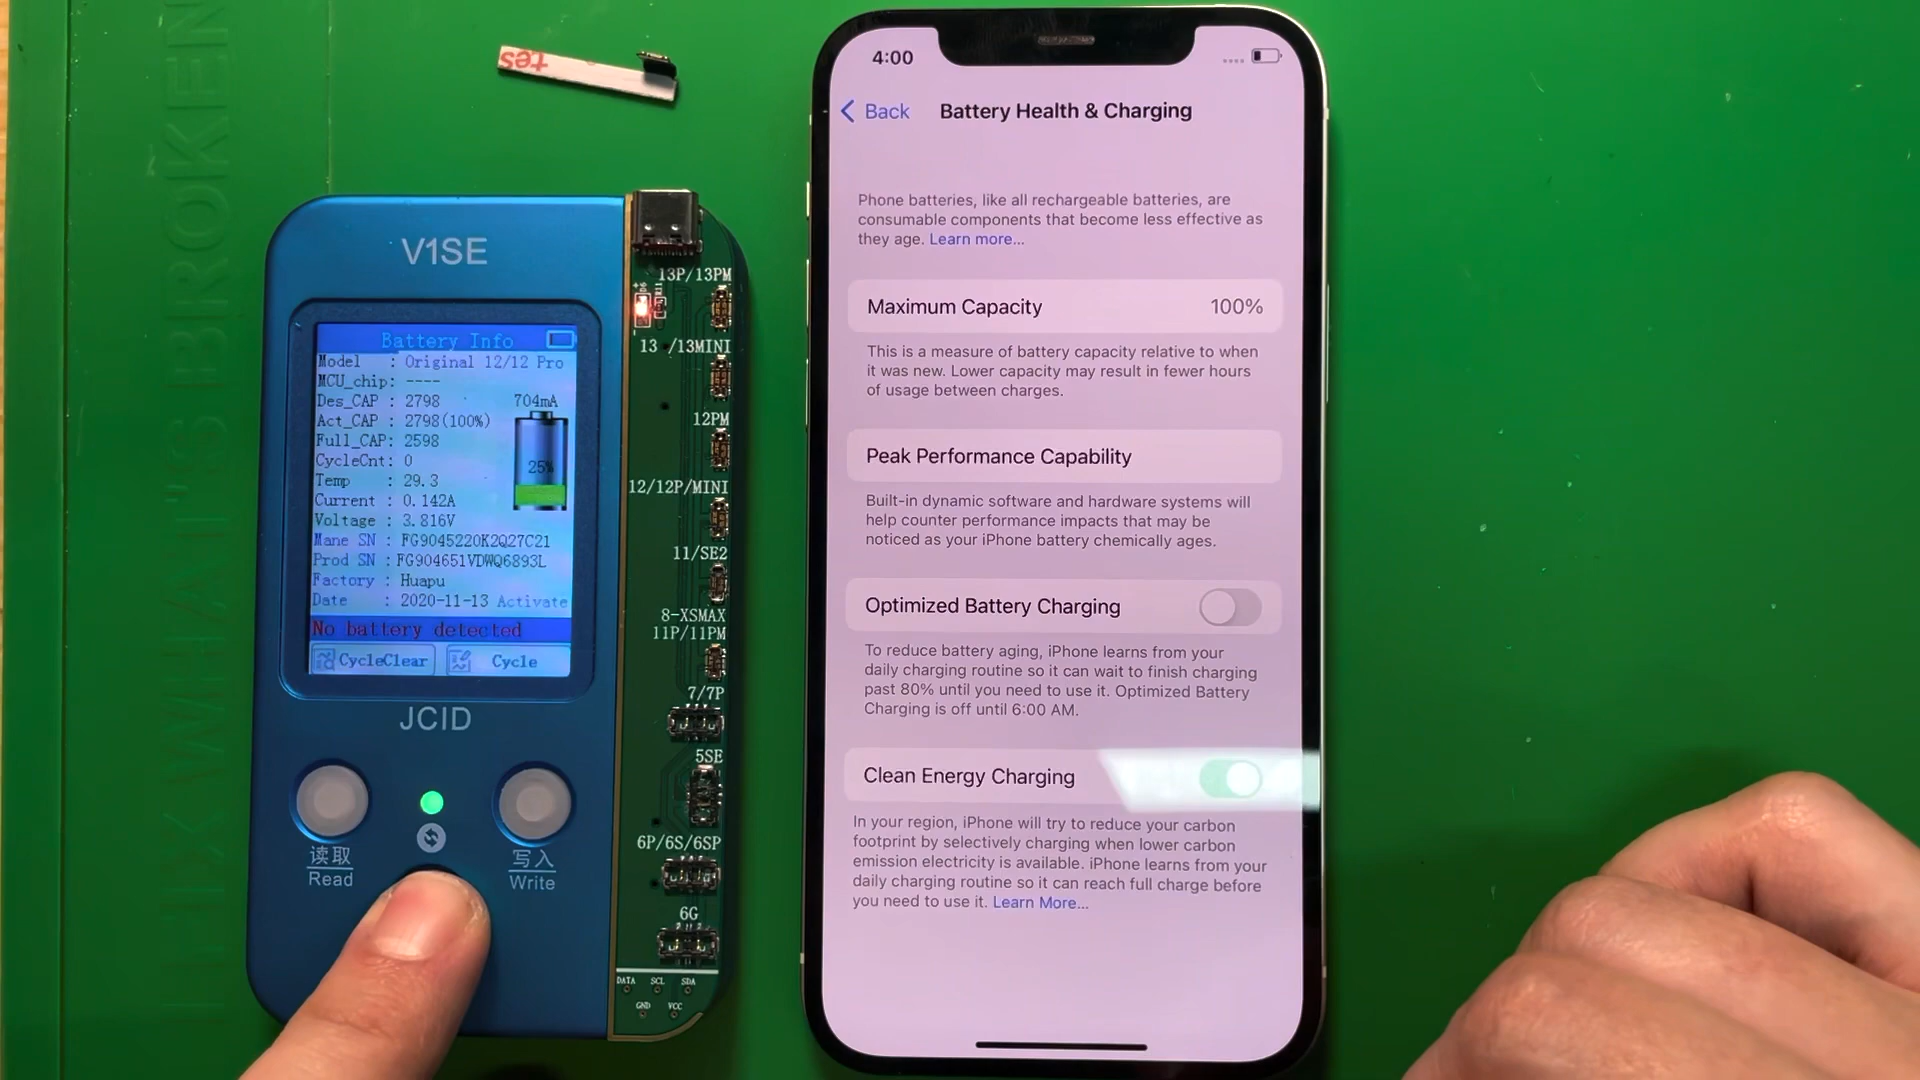 tes
HEYWHAT'S BROKEN
V1SE
Battery Info
Model : Original 12/12 Pro
MCU_chip: ----
Des_CAP : 2798
704mA
Act_CAP : 2798(100%)
Full_CAP: 2598
CycleCnt: 0
25%
Temp : 29.3
Current : 0.142A
Voltage : 3.816V
Mane SN : FG9045220K2Q27C21
Prod SN : FG904651VDWQ6893L
Factory : Huapu
Date : 2020-11-13 Activate
No battery detected
CycleClear
Cycle
JCID
读取
Read
写入
Write
13P/13PM
13 /13MINI
12PM
12/12P/MINI
11/SE2
8-XSMAX
11P/11PM
7/7P
5SE
6P/6S/6SP
6G
DATA SCL SDA
GND VCC
4:00
Back
Battery Health & Charging
Phone batteries, like all rechargeable batteries, are
consumable components that become less effective as
they age. Learn more...
Maximum Capacity 100%
This is a measure of battery capacity relative to when
it was new. Lower capacity may result in fewer hours
of usage between charges.
Peak Performance Capability
Built-in dynamic software and hardware systems will
help counter performance impacts that may be
noticed as your iPhone battery chemically ages.
Optimized Battery Charging
To reduce battery aging, iPhone learns from your
daily charging routine so it can wait to finish charging
past 80% until you need to use it. Optimized Battery
Charging is off until 6:00 AM.
Clean Energy Charging
In your region, iPhone will try to reduce your carbon
footprint by selectively charging when lower carbon
emission electricity is available. iPhone learns from your
daily charging routine so it can reach full charge before
you need to use it. Learn More...